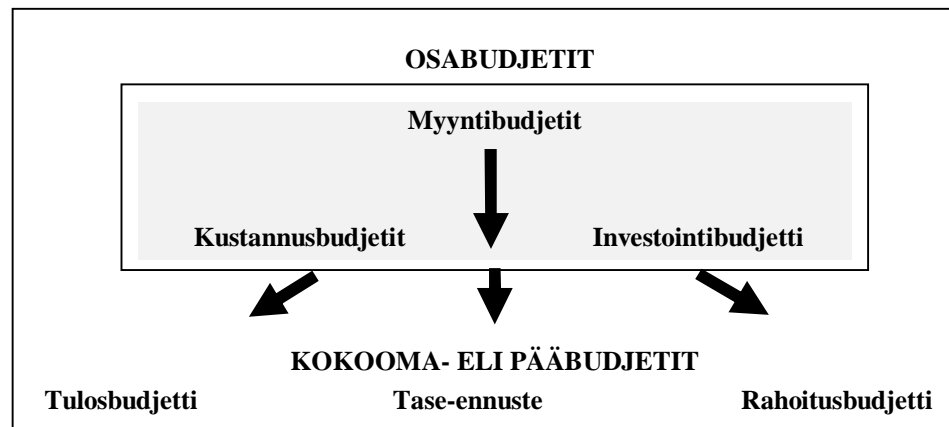 OSABUDJETIT
Myyntibudjetit
Kustannusbudjetit Investointibudjetti
KOKOOMA- ELI PÄÄBUDJETIT
Tulosbudjetti Tase-ennuste Rahoitusbudjetti